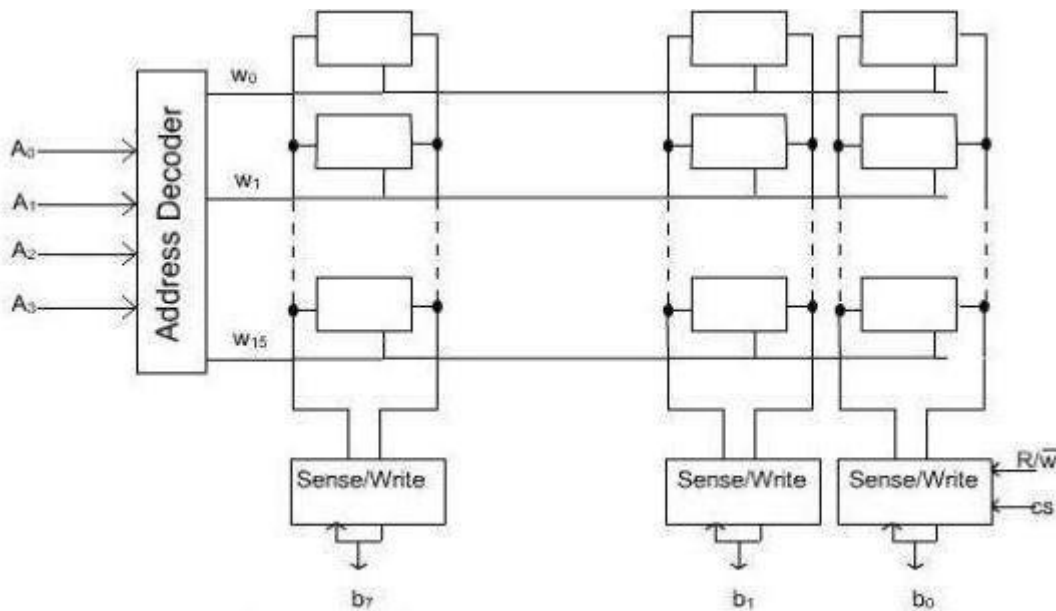 W₀
A₀
A₁
A₂
A₃
Address Decoder
W₁
W₁₅
Sense/Write
Sense/Write
Sense/Write
R/w̅
cs
b₇
b₁
b₀